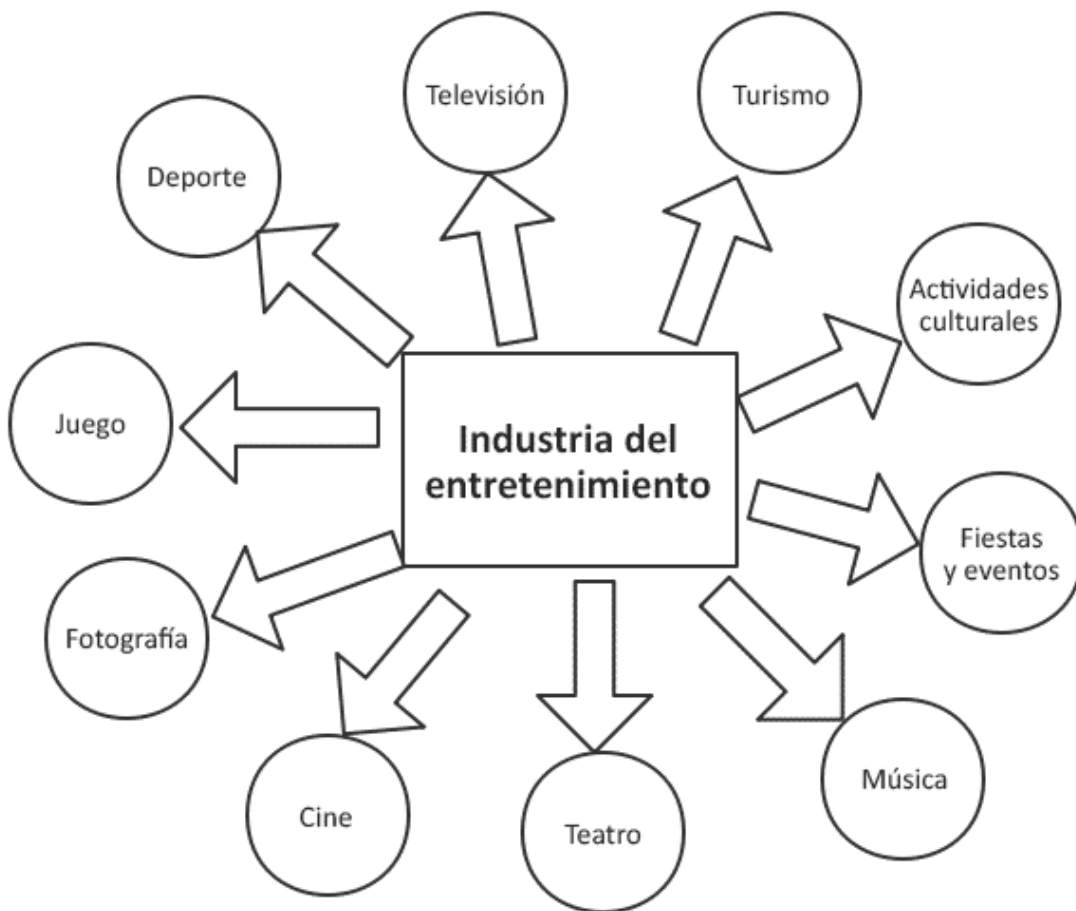 Televisión
Turismo
Deporte
Actividades
culturales
Juego
Industria del
entretenimiento
Fiestas
y eventos
Fotografía
Música
Cine
Teatro